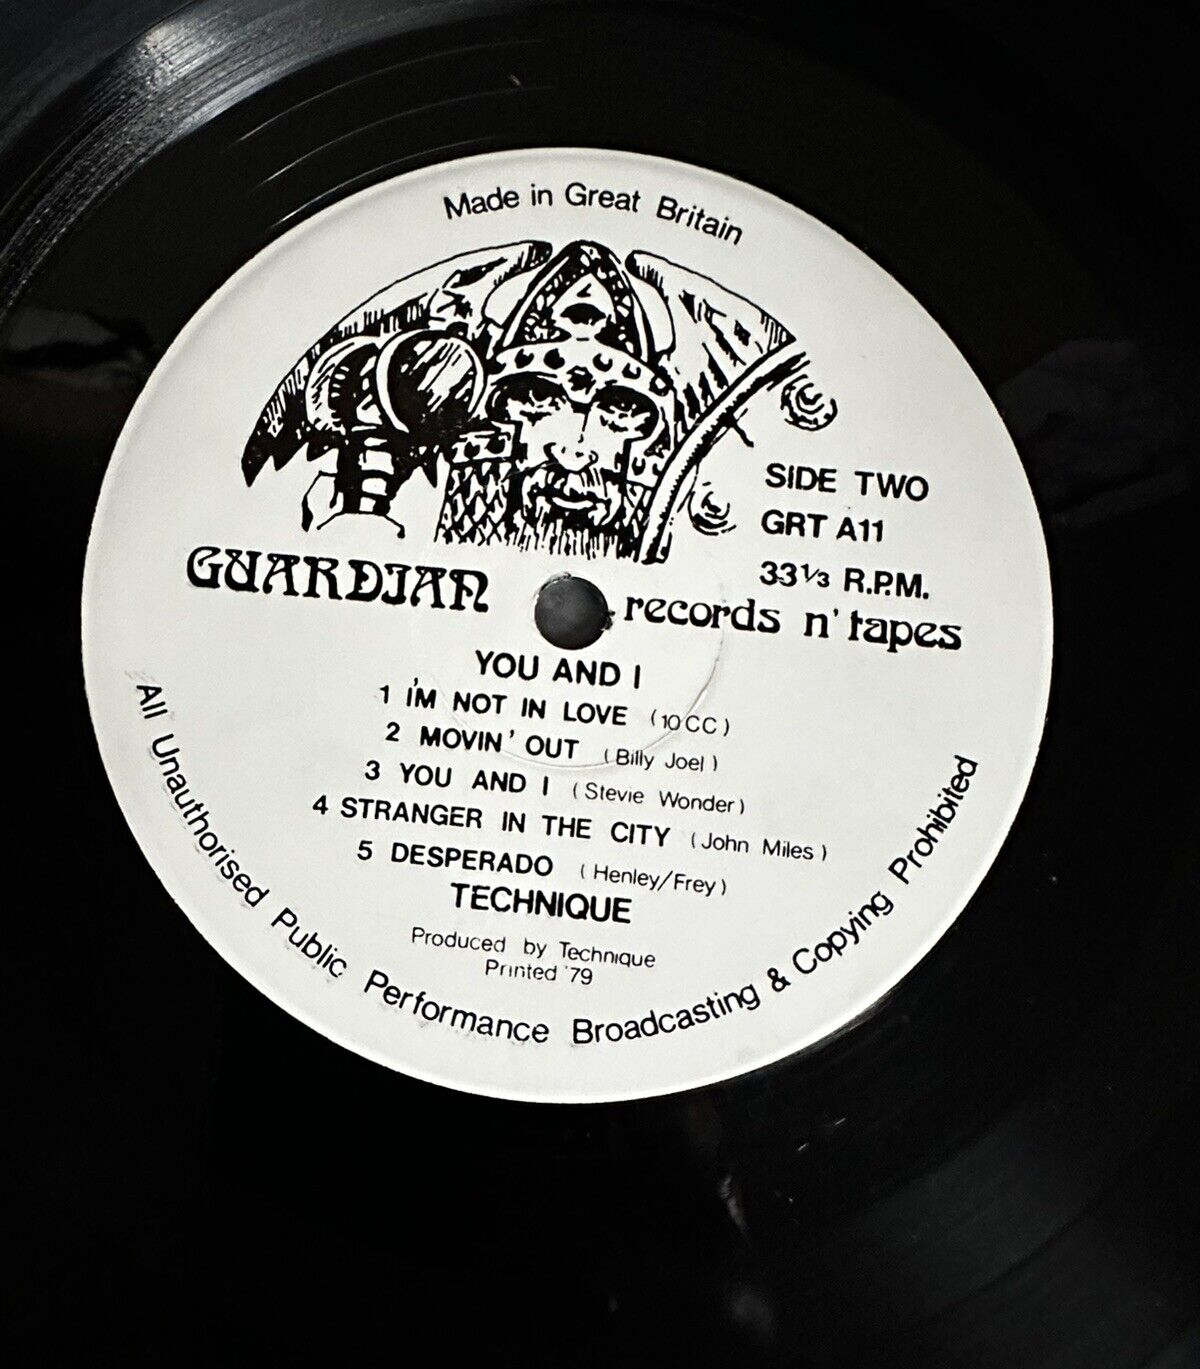 Made in Great Britain
SIDE TWO
GRT A11
33⅓ R.P.M.
GUARDIAN records n' tapes
YOU AND I
1 I'M NOT IN LOVE (10CC)
2 MOVIN' OUT (Billy Joel)
3 YOU AND I (Stevie Wonder)
4 STRANGER IN THE CITY (John Miles)
5 DESPERADO (Henley/Frey)
TECHNIQUE
Produced by Technique
Printed '79
All Unauthorised Public Performance Broadcasting & Copying Prohibited